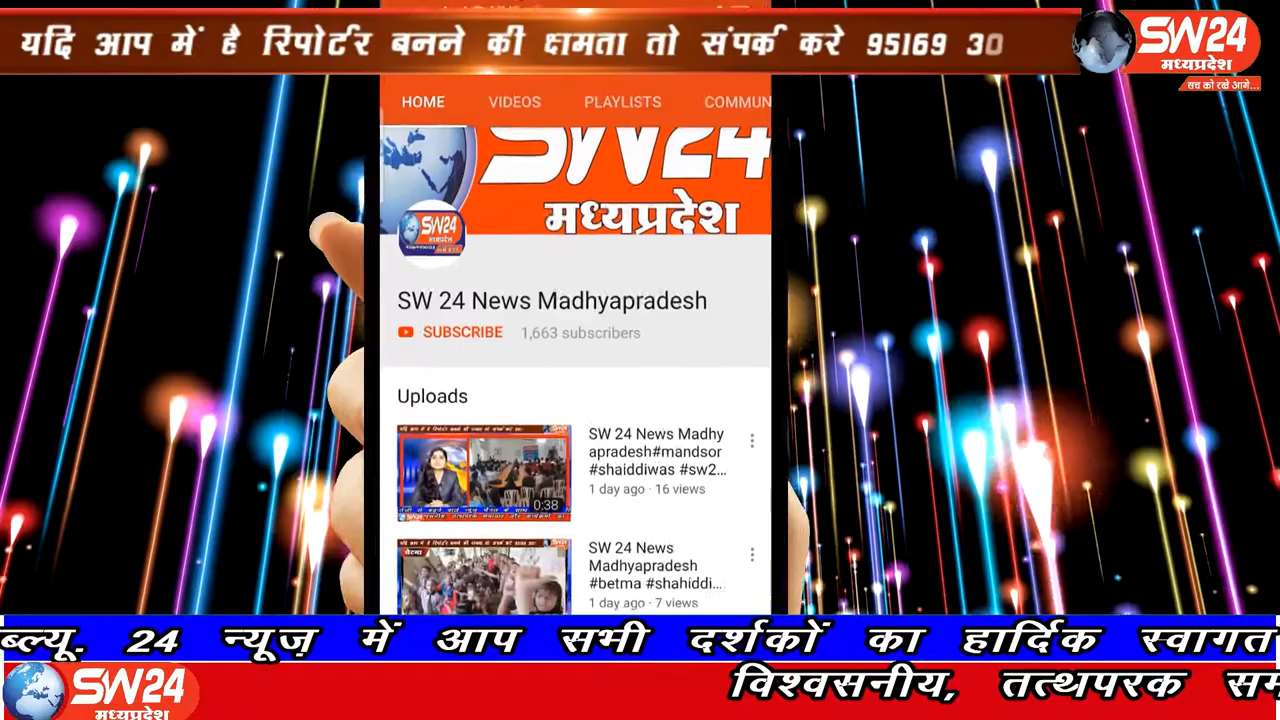 यदि आप में है रिपोर्टर बनने की क्षमता तो संपर्क करे 95169 30
SW24
मध्यप्रदेश
सच को रखे आगे...
HOME VIDEOS PLAYLISTS COMMUN
SW24
मध्यप्रदेश
SW24
SW 24 News Madhyapradesh
SUBSCRIBE 1,663 subscribers
Uploads
SW 24 News Madhy
apradesh#mandsor
#shaiddiwas #sw2...
1 day ago · 16 views
0:38
SW 24 News
Madhyapradesh
#betma #shahiddi...
1 day ago · 7 views
बेटमा
ब्ल्यू. 24 न्यूज़ में आप सभी दर्शकों का हार्दिक स्वागत
SW24
मध्यप्रदेश
विश्वसनीय, तत्थपरक सम